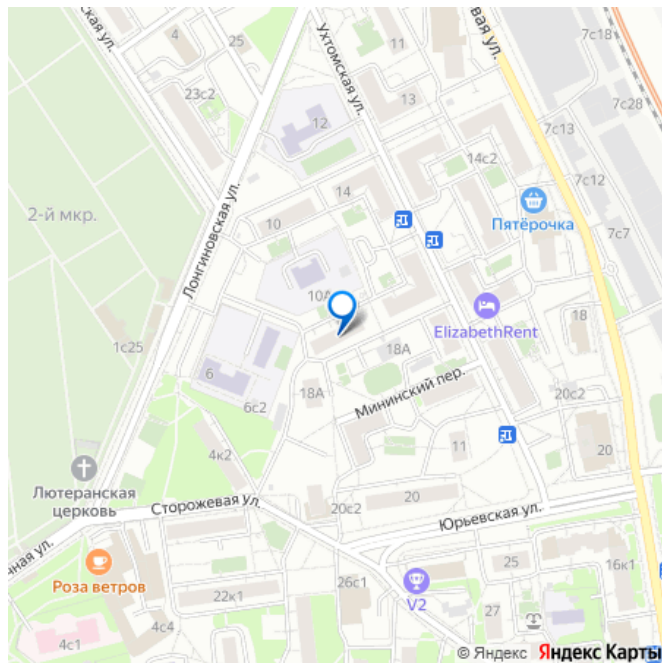 ская ул.
4
25
Ухтомская ул.
11
вая ул.
7с18
7с28
23с2
12
13
7с13
14с2
7с12
2-й мкр.
Лонгиновская ул.
14
10
Пятёрочка
7с7
10А
ElizabethRent
18
1с25
6
18А
Мининский пер.
18А
6с2
20с2
4к2
11
20
Лютеранская
церковь
Сторожевая ул.
20с2
20
Юрьевская ул.
чная ул.
Роза ветров
25
16к1
26с1
22к1
V2
27
4с4
4с1
© Яндекс Яндекс Карты